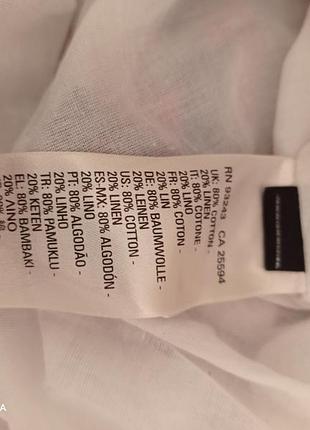 RN 93243 CA 25594
UK: 80% COTTON -
20% LINEN
IT: 80% COTONE -
20% LINO
FR: 80% COTON -
20% LIN
DE: 80% BAUMWOLLE -
20% LEINEN
US: 80% COTTON -
20% LINEN
ES-MX: 80% ALGODÓN -
20% LINO
PT: 80% ALGODÃO -
20% LINHO
TR: 80% PAMUKLU -
20% KETEN
EL: 80% ΒΑΜΒΑΚΙ -